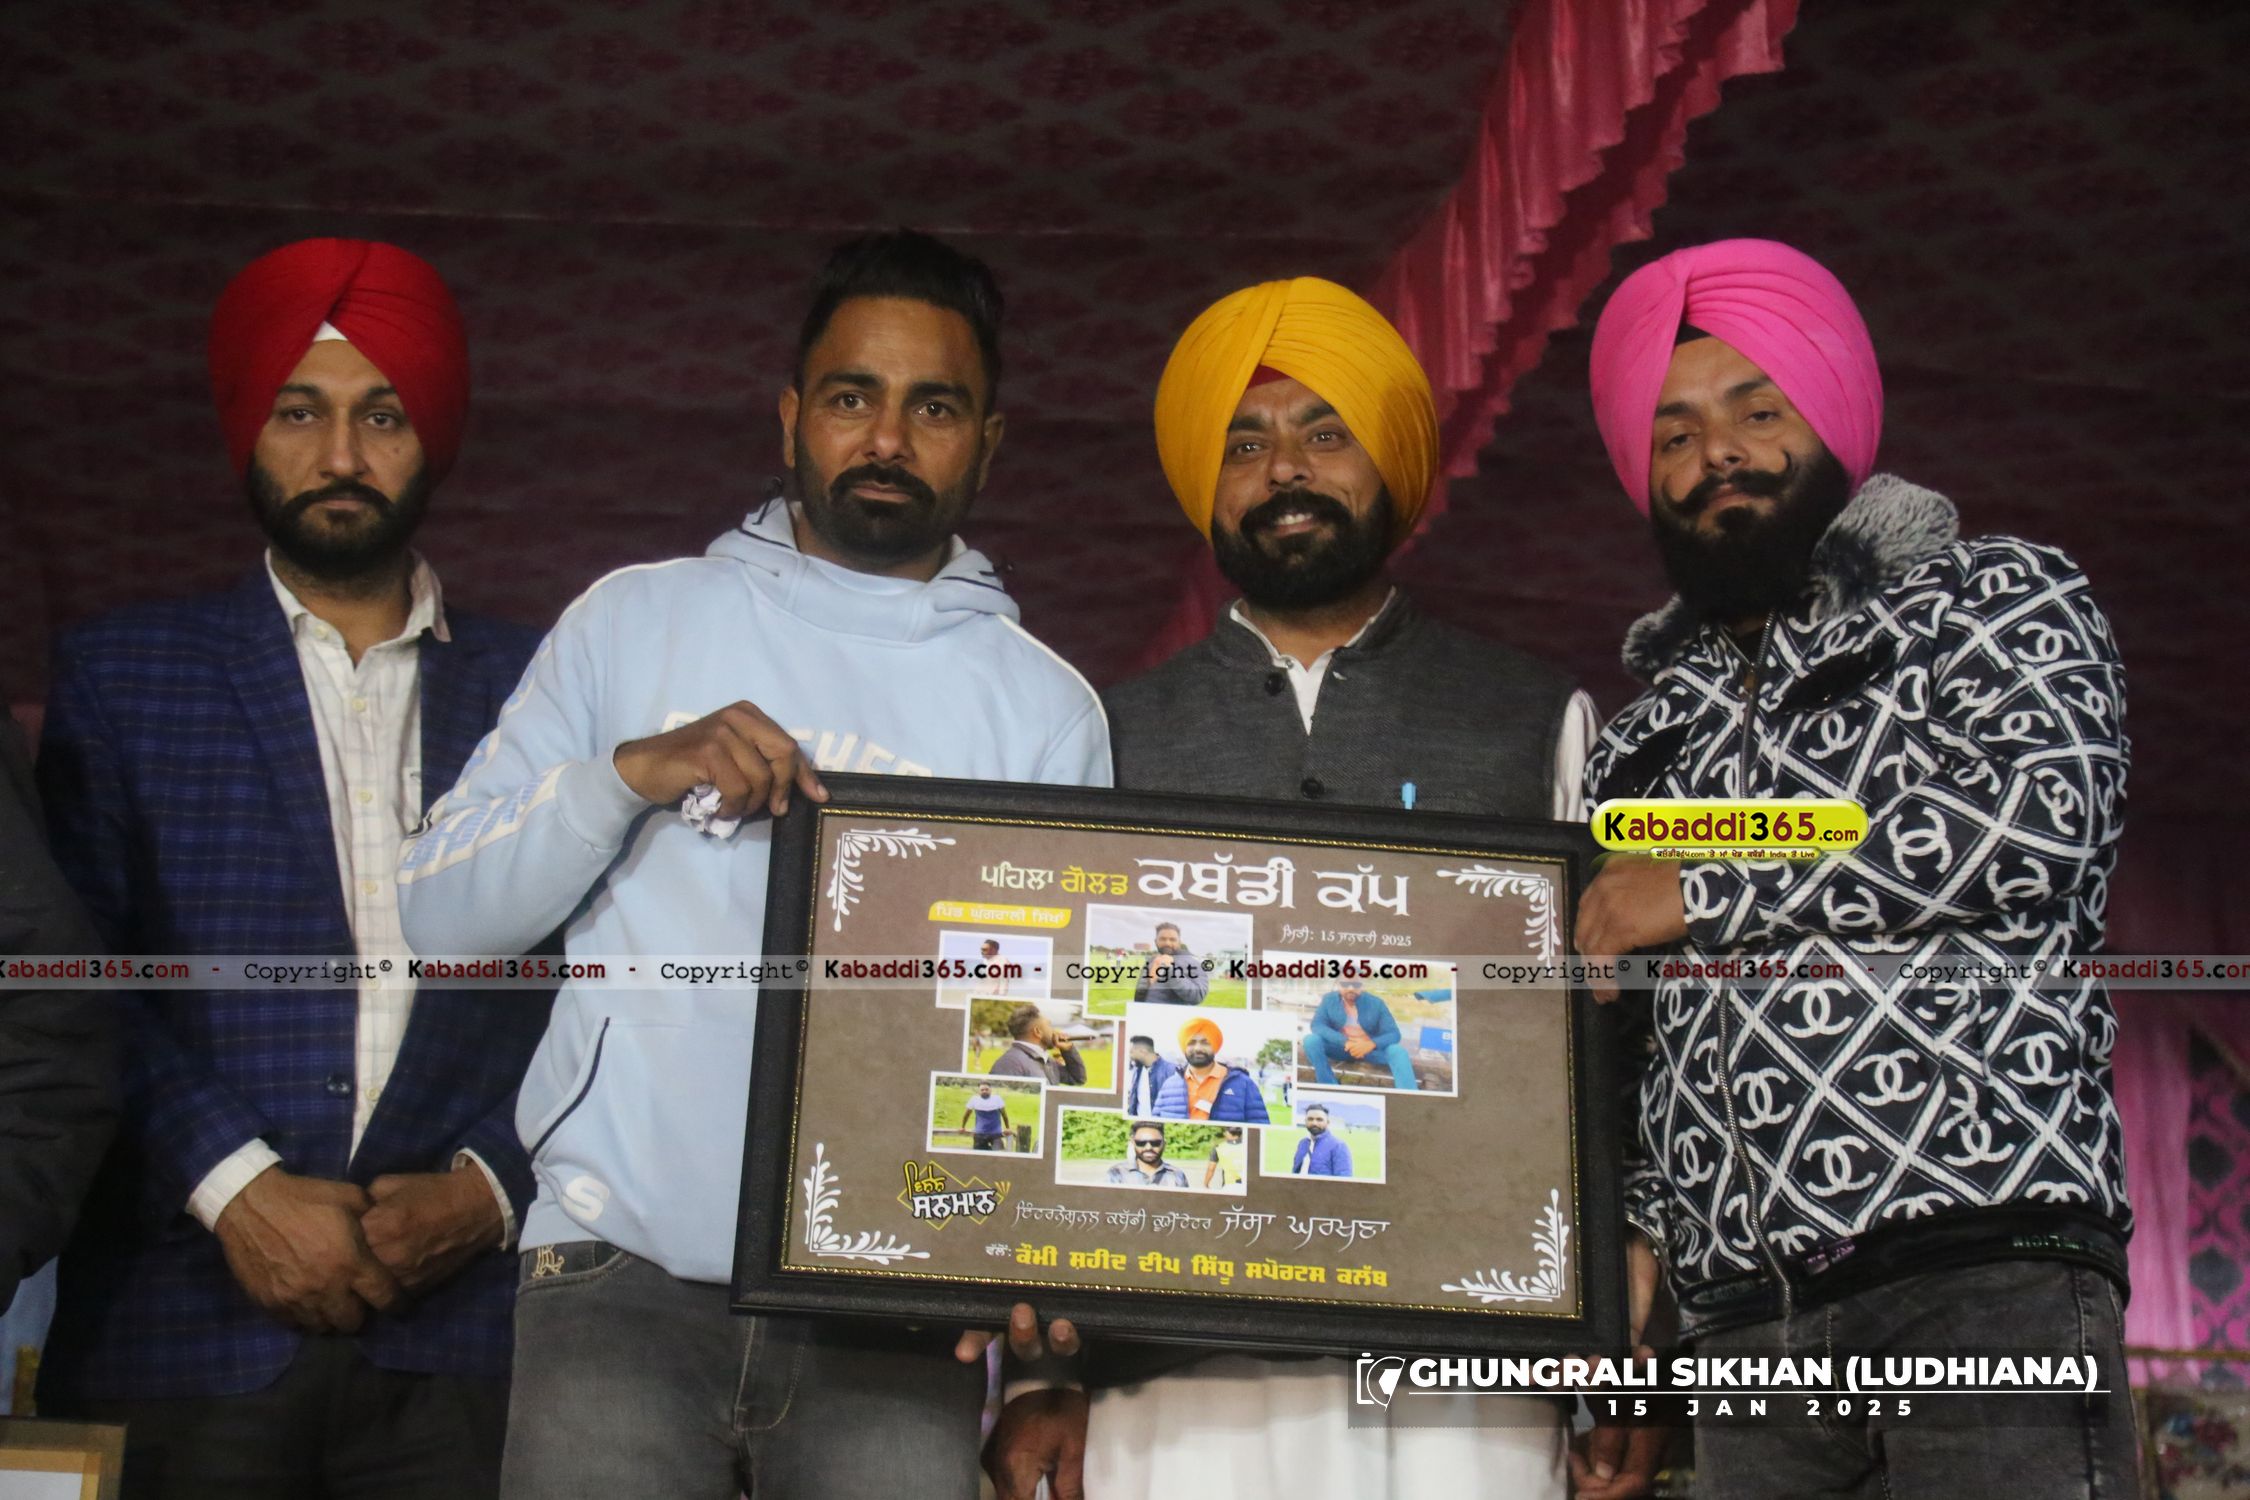 ਪਹਿਲਾ ਗੋਲਡ ਕਬੱਡੀ ਕੱਪ
ਪਿੰਡ ਘੁੰਗਰਾਲੀ ਸਿੱਖਾਂ
ਮਿਤੀ: 15 ਜਨਵਰੀ 2025
Kabaddi365.com
India ਤੋਂ Live
Kabaddi365.com - Copyright© Kabaddi365.com - Copyright© Kabaddi365.com - Copyright© Kabaddi365.com - Copyright© Kabaddi365.com - Copyright© Kabaddi365.com
ਸਨਮਾਨ
ਇੰਟਰਨੈਸ਼ਨਲ ਕਬੱਡੀ ਕੁਮੈਂਟੇਟਰ ਜੱਸਾ ਘਰਖਣਾ
ਵੱਲੋਂ: ਕੌਮੀ ਸ਼ਹੀਦ ਦੀਪ ਸਿੱਧੂ ਸਪੋਰਟਸ ਕਲੱਬ
GHUNGRALI SIKHAN (LUDHIANA)
15 JAN 2025